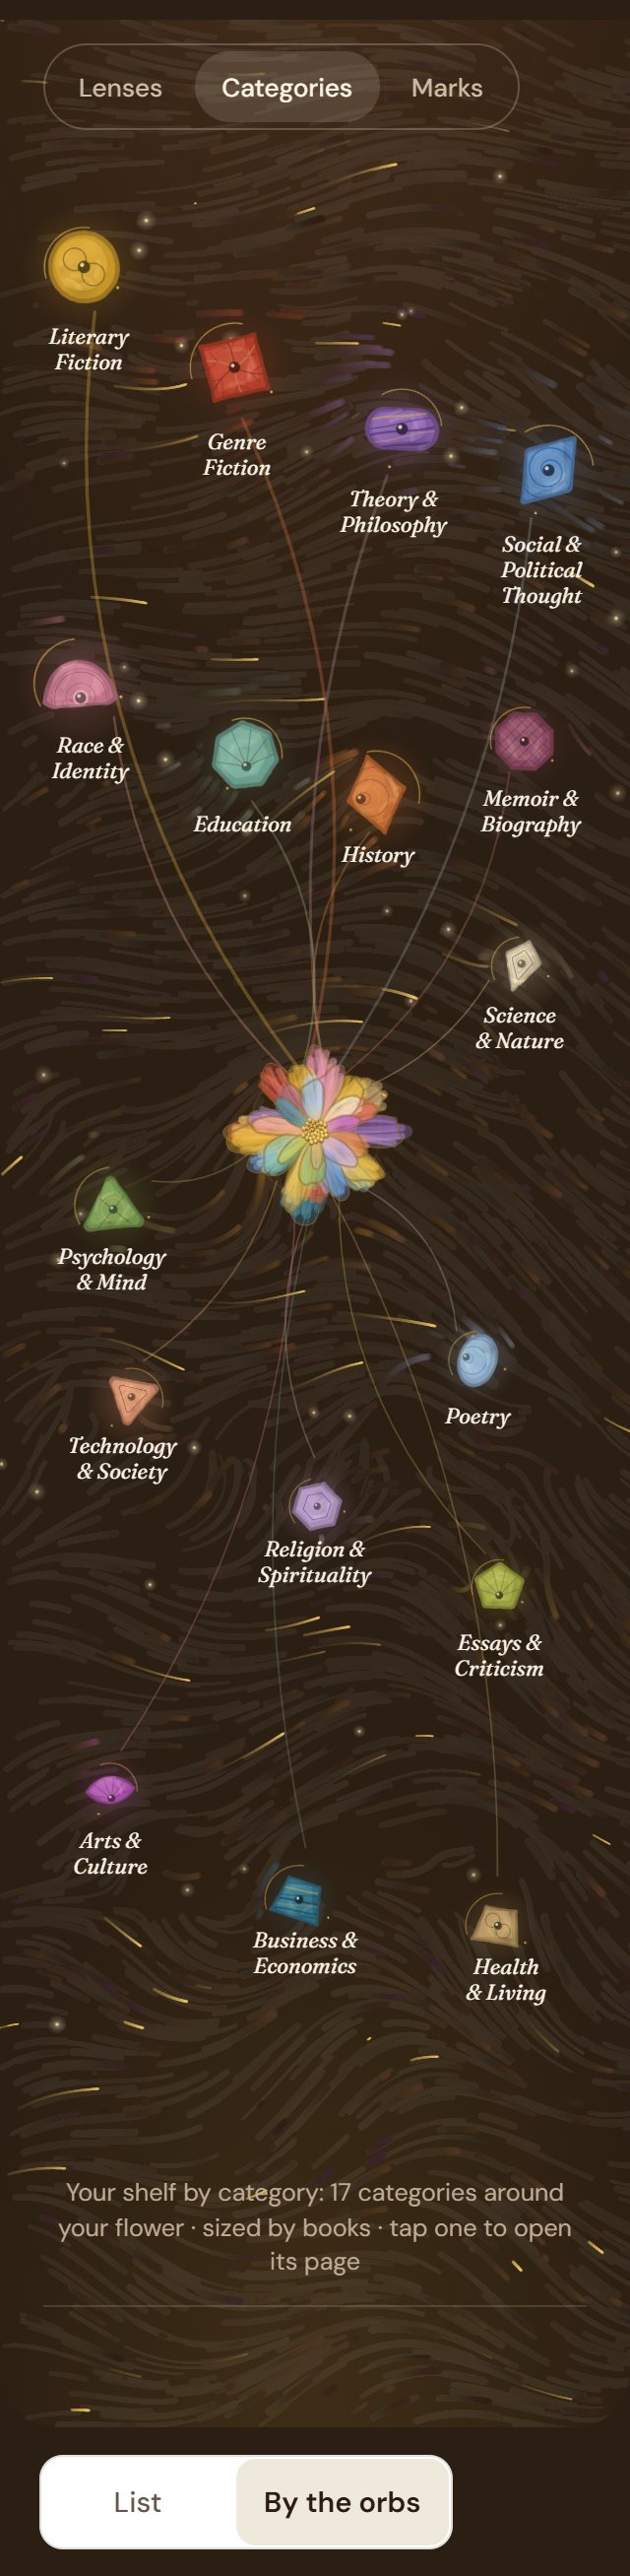 Lenses Categories Marks
Literary
Fiction
Genre
Fiction
Theory &
Philosophy
Social &
Political
Thought
Race &
Identity
Education
History
Memoir &
Biography
Science
& Nature
Psychology
& Mind
Poetry
Technology
& Society
Religion &
Spirituality
Essays &
Criticism
Arts &
Culture
Business &
Economics
Health
& Living
Your shelf by category: 17 categories around
your flower · sized by books · tap one to open
its page
List By the orbs